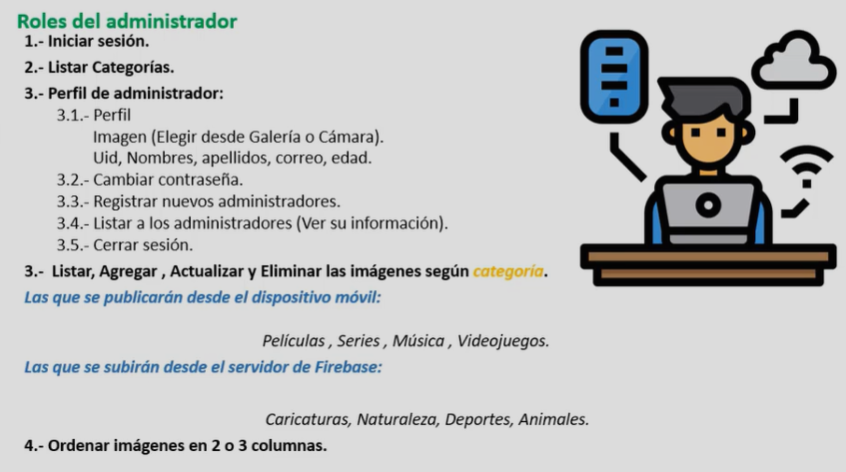 Roles del administrador
1.- Iniciar sesión.
2.- Listar Categorías.
3.- Perfil de administrador:
3.1.- Perfil
Imagen (Elegir desde Galería o Cámara).
Uid, Nombres, apellidos, correo, edad.
3.2.- Cambiar contraseña.
3.3.- Registrar nuevos administradores.
3.4.- Listar a los administradores (Ver su información).
3.5.- Cerrar sesión.
3.- Listar, Agregar , Actualizar y Eliminar las imágenes según categoría.
Las que se publicarán desde el dispositivo móvil:
Películas , Series , Música , Videojuegos.
Las que se subirán desde el servidor de Firebase:
Caricaturas, Naturaleza, Deportes, Animales.
4.- Ordenar imágenes en 2 o 3 columnas.